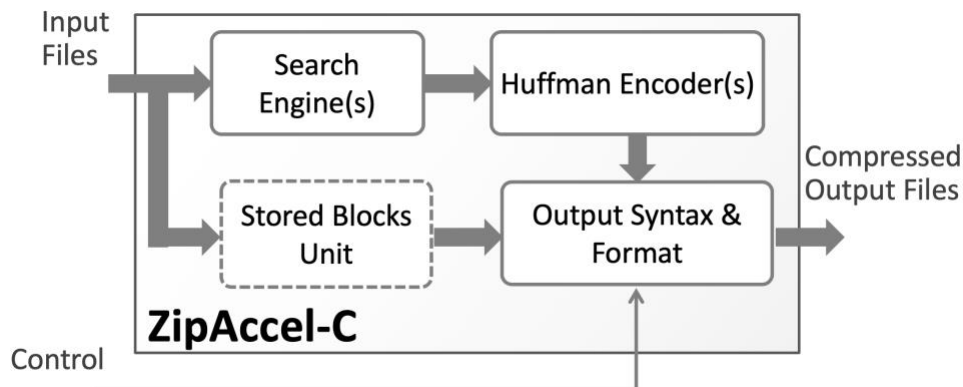 Input
Files
Search
Engine(s)
Huffman Encoder(s)
Compressed
Output Files
Stored Blocks
Unit
Output Syntax &
Format
ZipAccel-C
Control